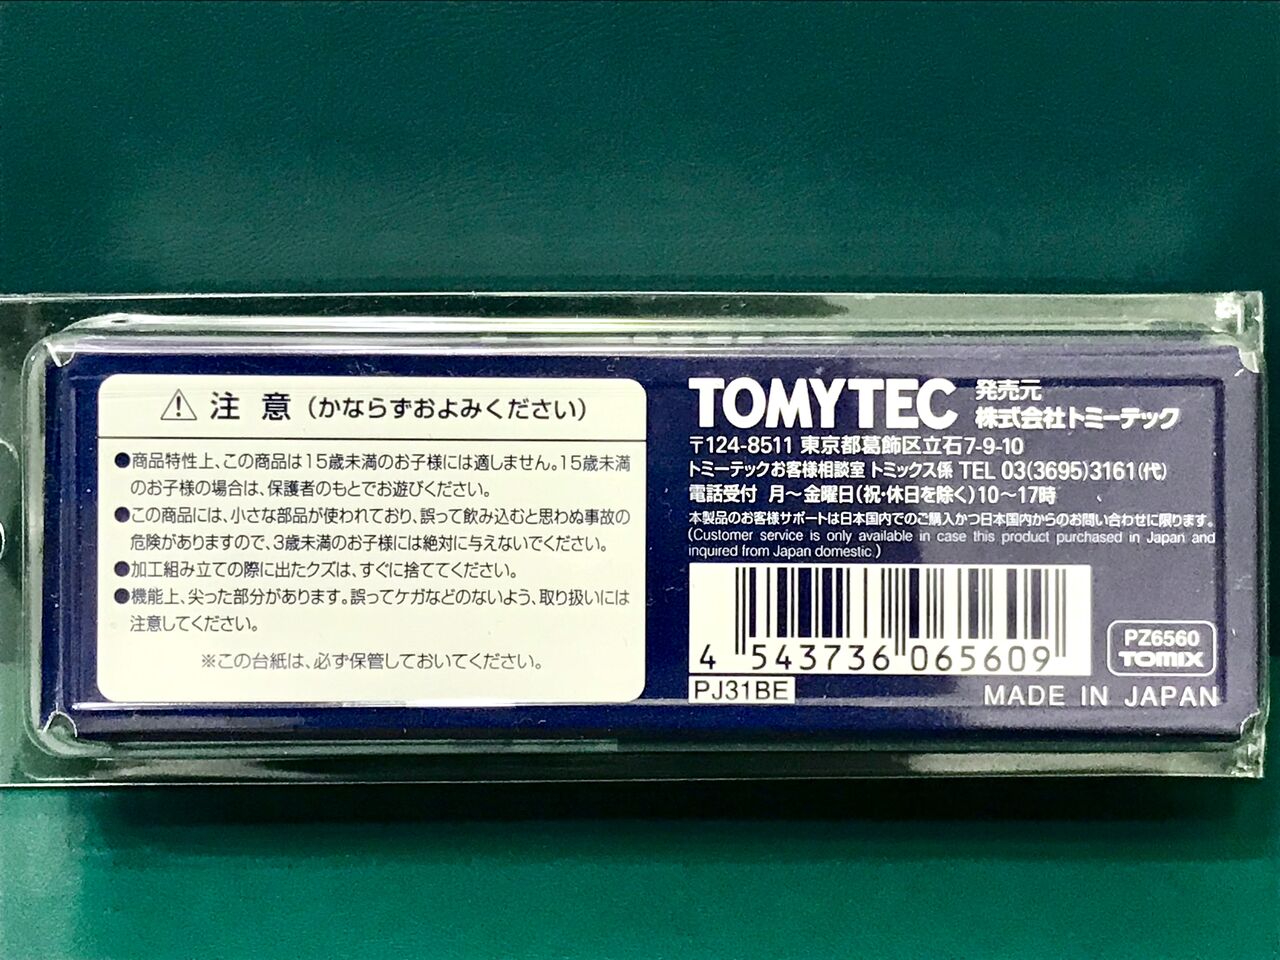 注意（かならずおよみください）
●商品特性上、この商品は15歳未満のお子様には適しません。15歳未満
のお子様の場合は、保護者のもとでお遊びください。
●この商品には、小さな部品が使われており、誤って飲み込むと思わぬ事故の
危険がありますので、3歳未満のお子様には絶対に与えないでください。
●加工組み立ての際に出たクズは、すぐに捨ててください。
●機能上、尖った部分があります。誤ってケガなどのないよう、取り扱いには
注意してください。
※この台紙は、必ず保管しておいてください。
TOMYTEC 発売元
株式会社トミーテック
〒124-8511 東京都葛飾区立石7-9-10
トミーテックお客様相談室 トミックス係 TEL 03(3695)3161(代)
電話受付 月〜金曜日(祝・休日を除く)10〜17時
本製品のお客様サポートは日本国内でのご購入かつ日本国内からのお問い合わせに限ります。
(Customer service is only available in case this product purchased in Japan and
inquired from Japan domestic.)
4 543736 065609
PJ31BE
PZ6560
TOMIX
MADE IN JAPAN